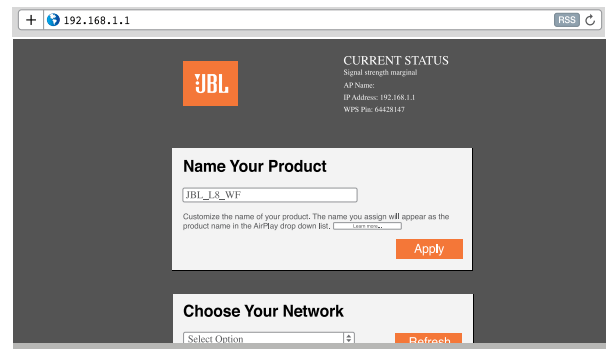 + 192.168.1.1 RSS
JBL
CURRENT STATUS
Signal strength marginal
AP Name:
IP Address: 192.168.1.1
WPS Pin: 64428147
Name Your Product
JBL_L8_WF
Customize the name of your product. The name you assign will appear as the
product name in the AirPlay drop down list. Learn more...
Apply
Choose Your Network
Select Option
Refresh